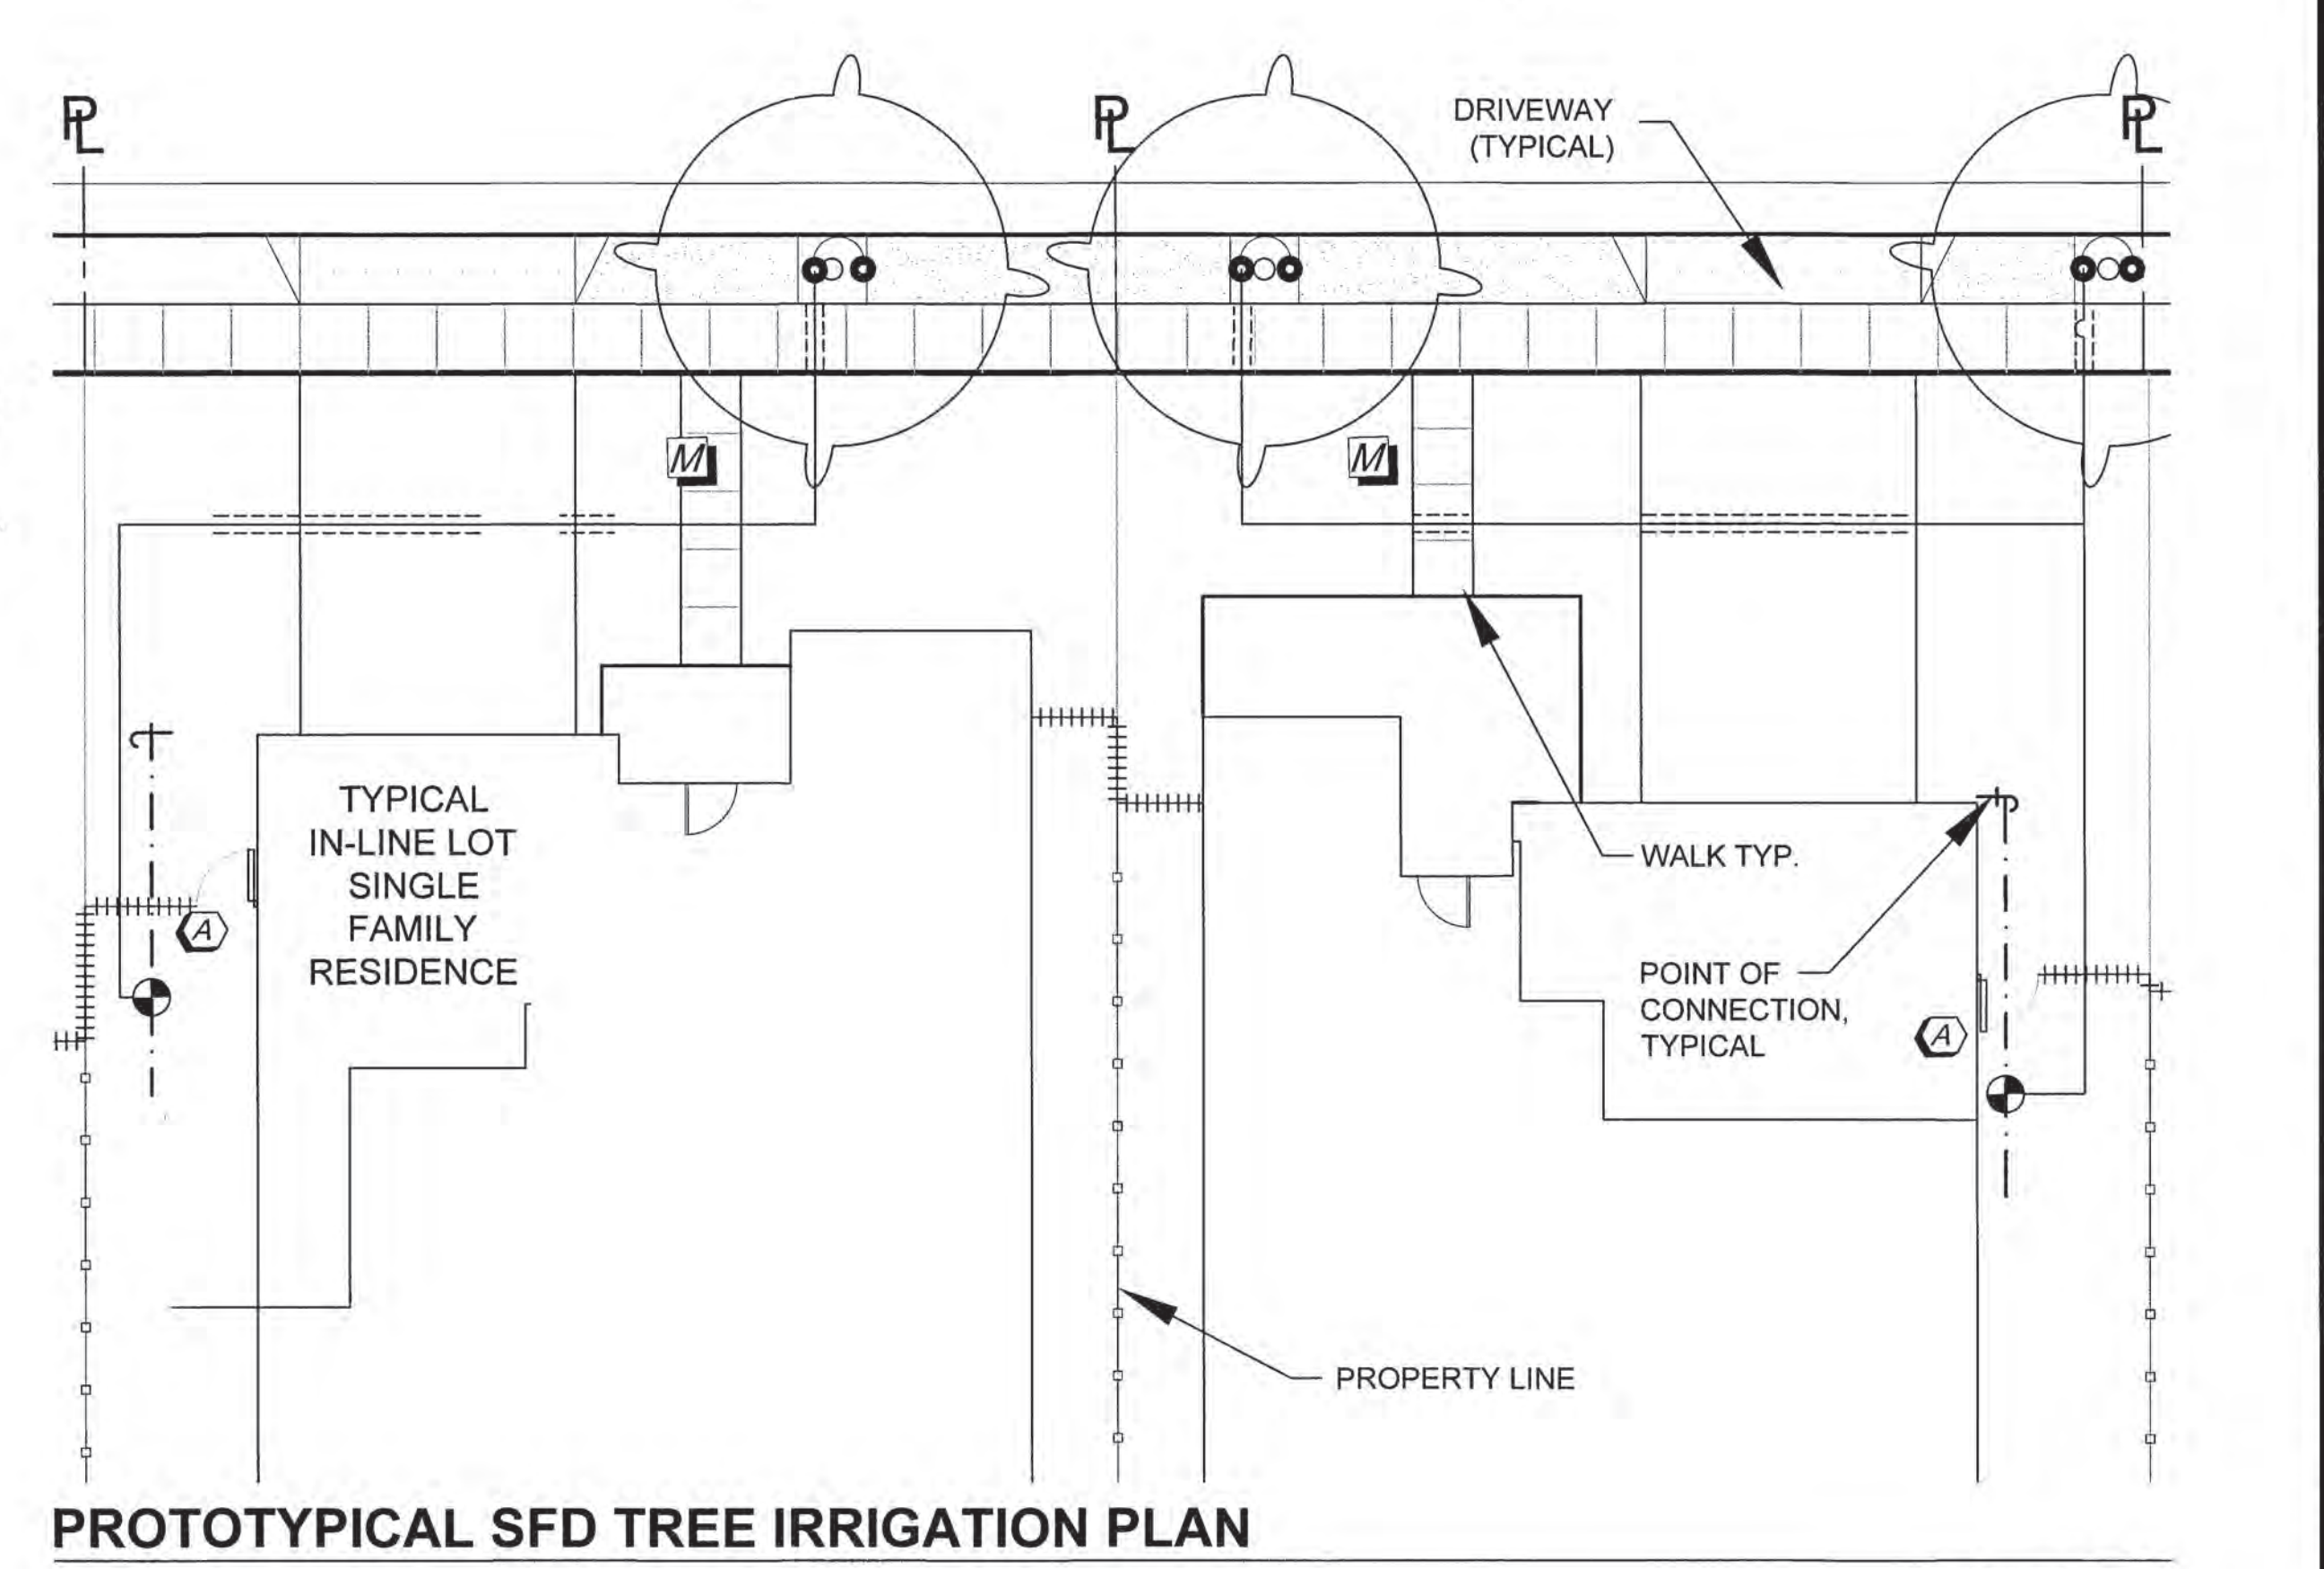 PL
PL
PL
DRIVEWAY
(TYPICAL)
M
M
TYPICAL
IN-LINE LOT
SINGLE
FAMILY
RESIDENCE
A
WALK TYP.
POINT OF
CONNECTION,
TYPICAL
A
PROPERTY LINE
PROTOTYPICAL SFD TREE IRRIGATION PLAN